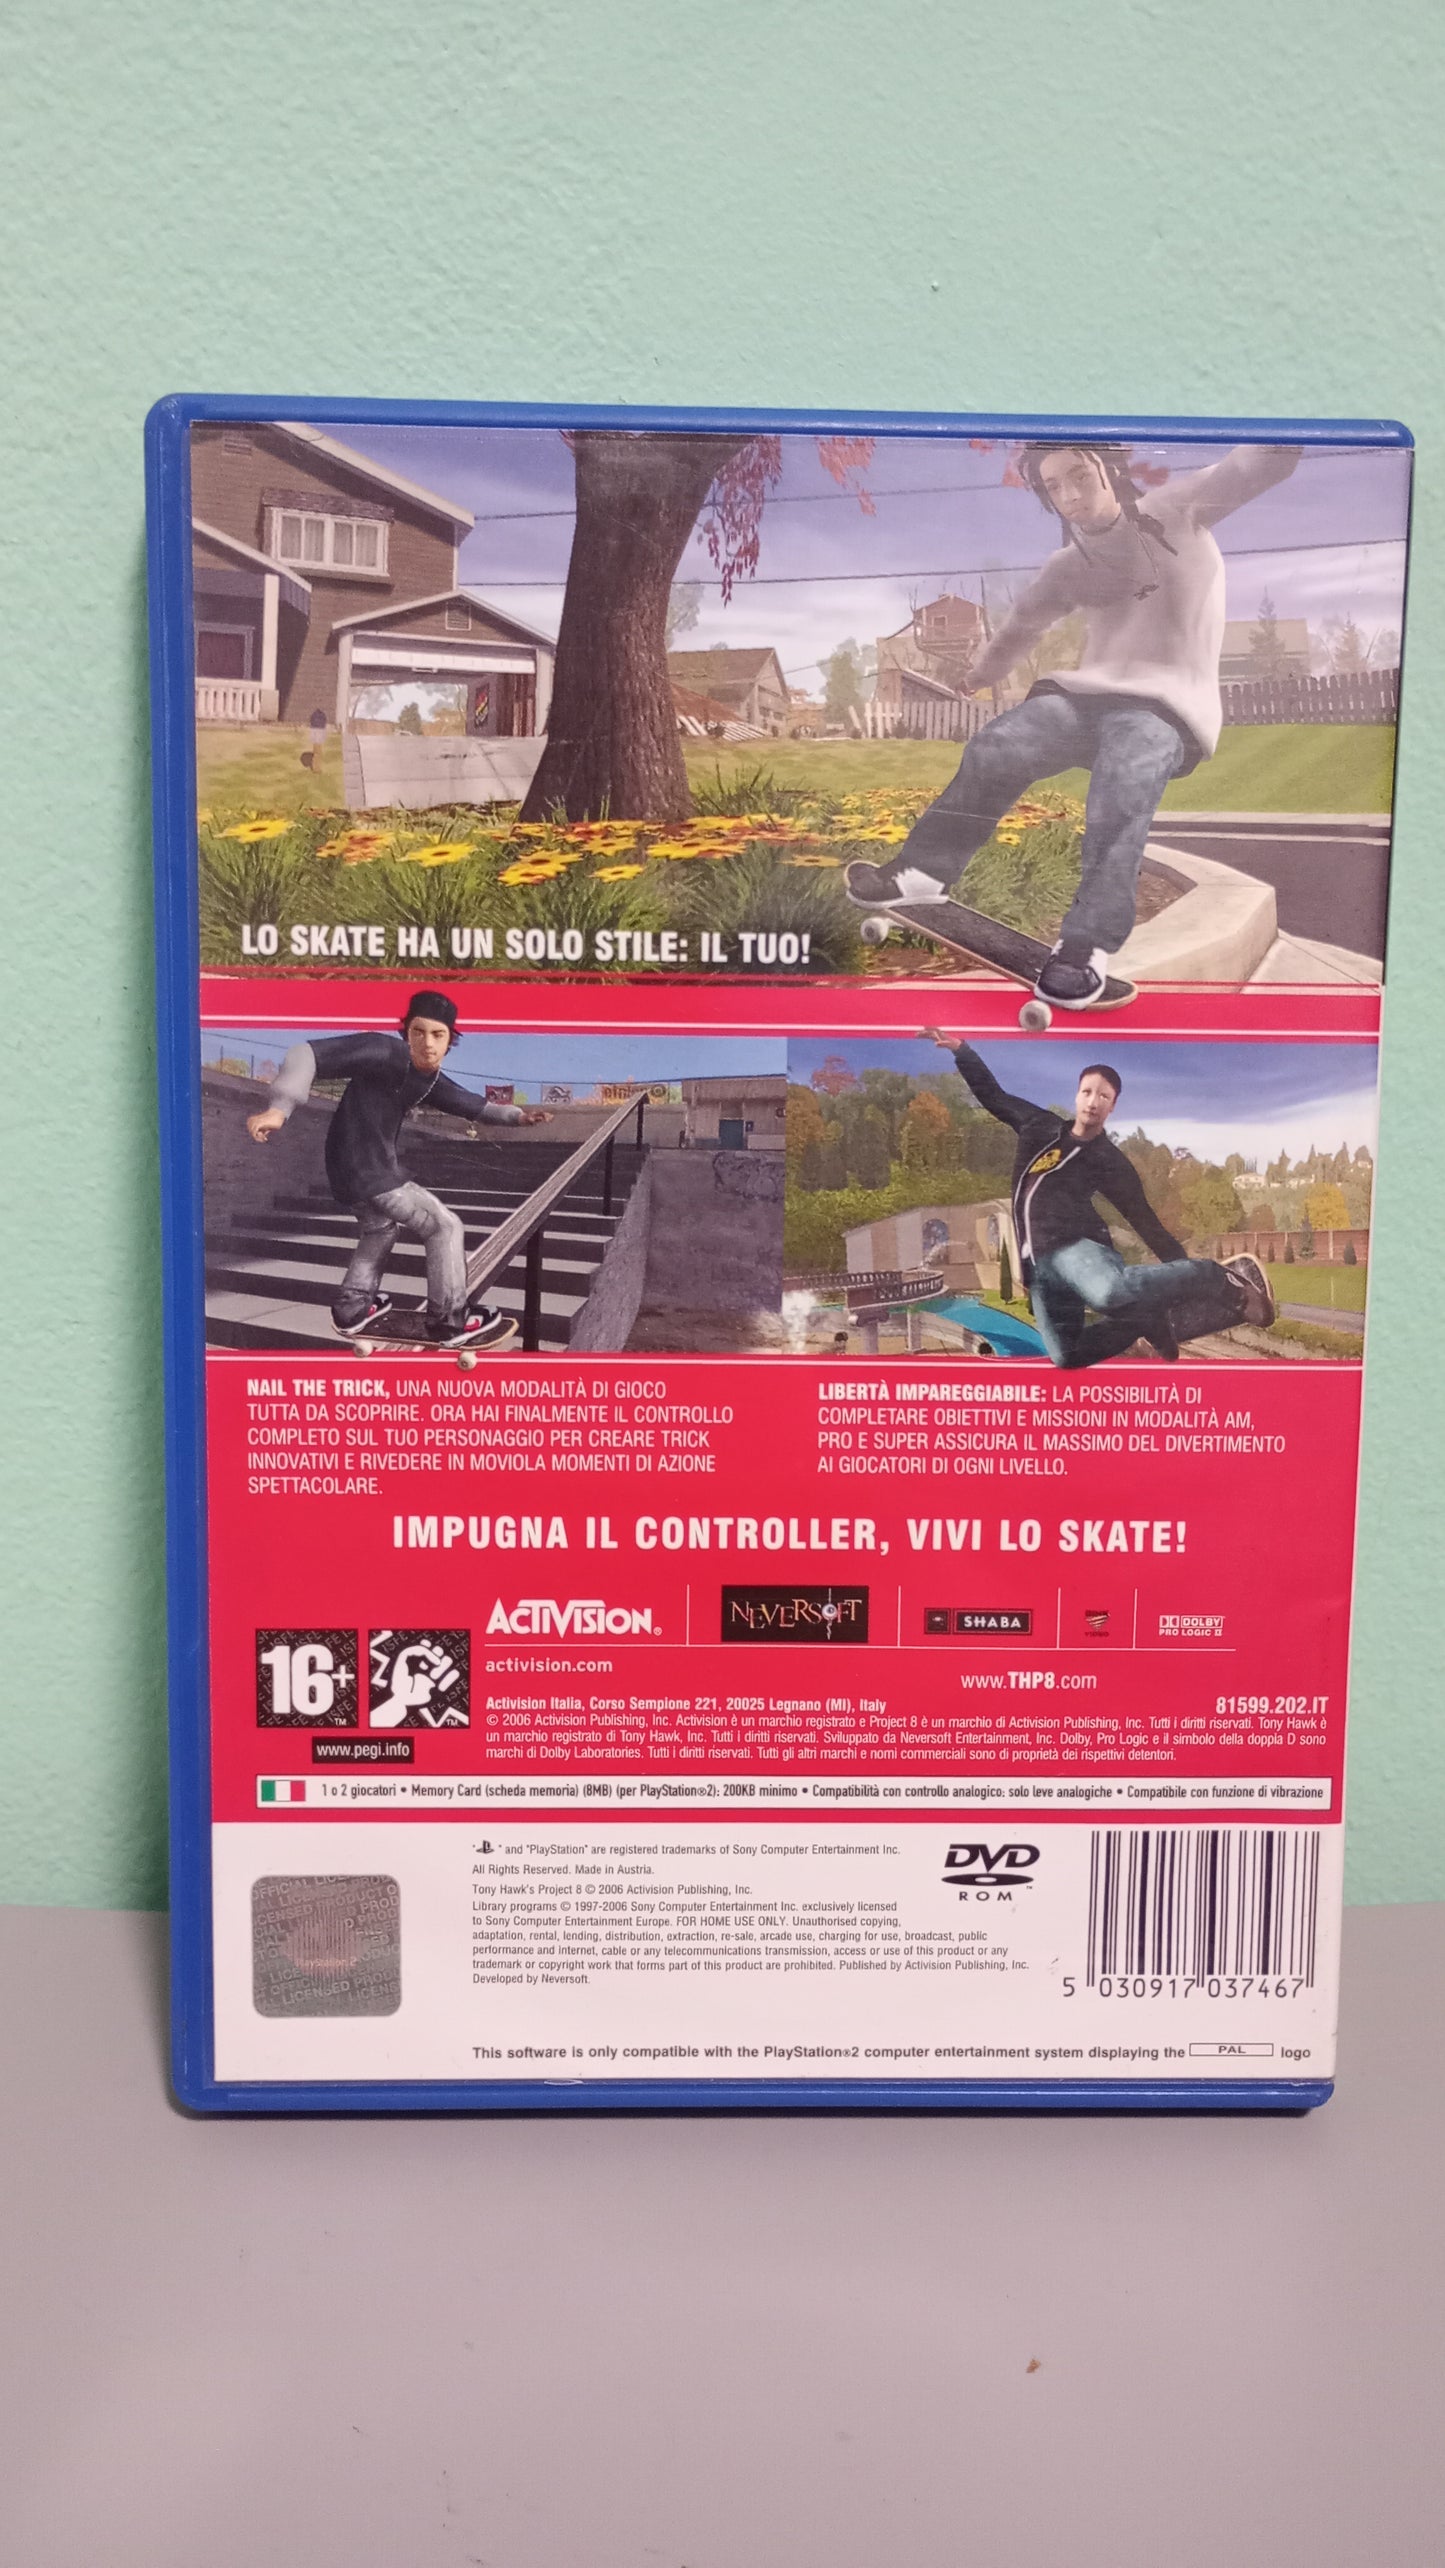 LO SKATE HA UN SOLO STILE: IL TUO!
NAIL THE TRICK, UNA NUOVA MODALITÀ DI GIOCO
TUTTA DA SCOPRIRE. ORA HAI FINALMENTE IL CONTROLLO
COMPLETO SUL TUO PERSONAGGIO PER CREARE TRICK
INNOVATIVI E RIVEDERE IN MOVIOLA MOMENTI DI AZIONE
SPETTACOLARE.
LIBERTÀ IMPAREGGIABILE: LA POSSIBILITÀ DI
COMPLETARE OBIETTIVI E MISSIONI IN MODALITÀ AM,
PRO E SUPER ASSICURA IL MASSIMO DEL DIVERTIMENTO
AI GIOCATORI DI OGNI LIVELLO.
IMPUGNA IL CONTROLLER, VIVI LO SKATE!
ACTIVISION®
NEVERSOFT
SHABA
VIDEO
DOLBY
PRO LOGIC II
16+™
www.pegi.info
activision.com
www.THP8.com
Activision Italia, Corso Sempione 221, 20025 Legnano (MI), Italy
81599.202.IT
© 2006 Activision Publishing, Inc. Activision è un marchio registrato e Project 8 è un marchio di Activision Publishing, Inc. Tutti i diritti riservati. Tony Hawk è
un marchio registrato di Tony Hawk, Inc. Tutti i diritti riservati. Sviluppato da Neversoft Entertainment, Inc. Dolby, Pro Logic e il simbolo della doppia D sono
marchi di Dolby Laboratories. Tutti i diritti riservati. Tutti gli altri marchi e nomi commerciali sono di proprietà dei rispettivi detentori.
1 o 2 giocatori • Memory Card (scheda memoria) (8MB) (per PlayStation®2): 200KB minimo • Compatibilità con controllo analogico: solo leve analogiche • Compatibile con funzione di vibrazione
" " and "PlayStation" are registered trademarks of Sony Computer Entertainment Inc.
All Rights Reserved. Made in Austria.
Tony Hawk's Project 8 © 2006 Activision Publishing, Inc.
Library programs © 1997-2006 Sony Computer Entertainment Inc. exclusively licensed
to Sony Computer Entertainment Europe. FOR HOME USE ONLY. Unauthorised copying,
adaptation, rental, lending, distribution, extraction, re-sale, arcade use, charging for use, broadcast, public
performance and internet, cable or any telecommunications transmission, access or use of this product or any
trademark or copyright work that forms part of this product are prohibited. Published by Activision Publishing, Inc.
Developed by Neversoft.
DVD™
ROM
5 030917 037467
PlayStation 2
This software is only compatible with the PlayStation®2 computer entertainment system displaying the PAL logo